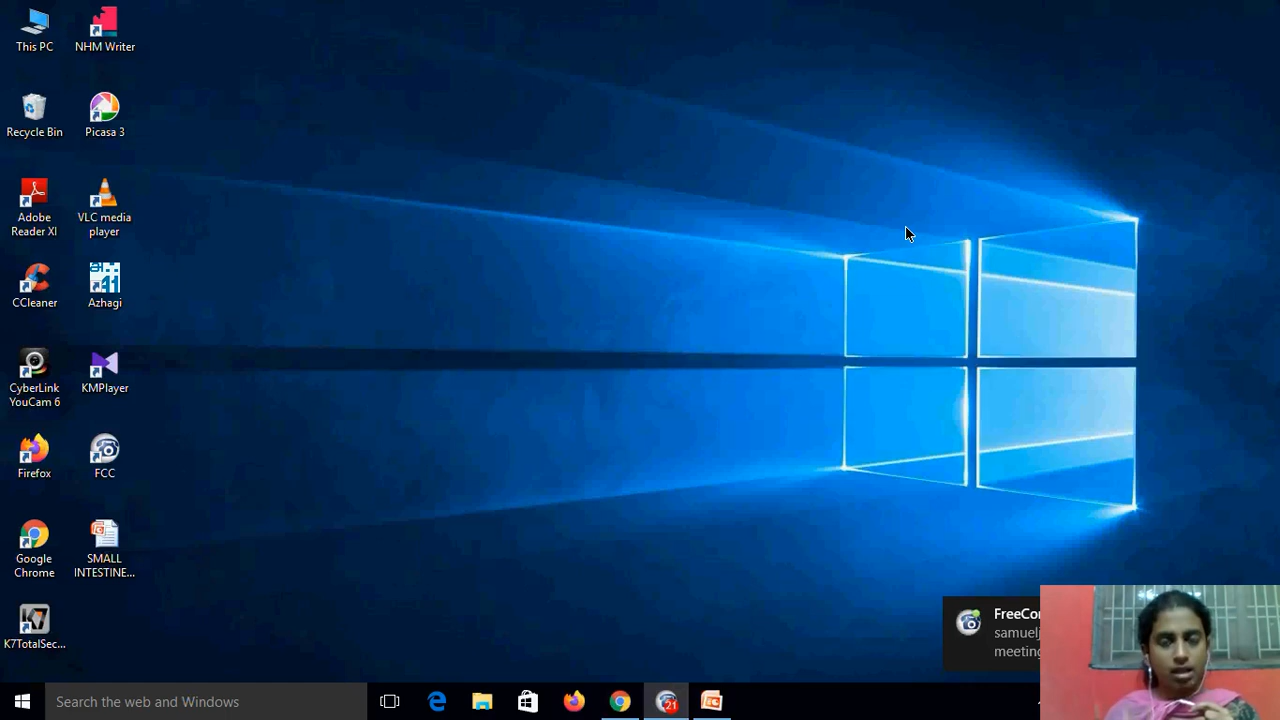 This PC
NHM Writer
Recycle Bin
Picasa 3
Adobe
Reader XI
VLC media
player
CCleaner
Azhagi
CyberLink
YouCam 6
KMPlayer
Firefox
FCC
Google
Chrome
SMALL
INTESTINE...
K7TotalSec...
FreeCo
samuel
meeting
Search the web and Windows
21